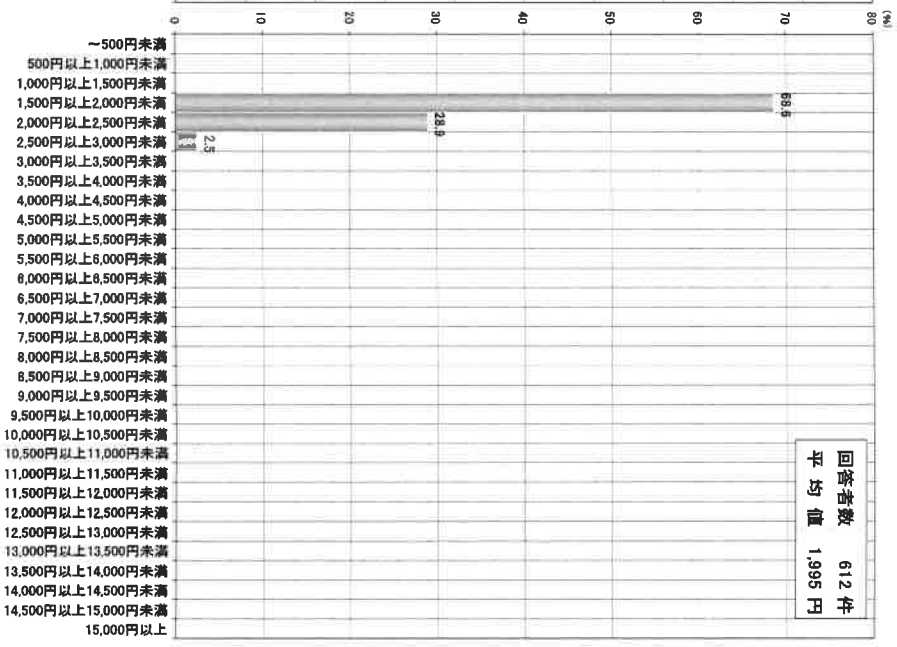 (%)
80
70
60
50
40
30
20
10
0
～500円未満
500円以上1,000円未満
1,000円以上1,500円未満
1,500円以上2,000円未満
68.6
2,000円以上2,500円未満
28.9
2,500円以上3,000円未満
2.5
3,000円以上3,500円未満
3,500円以上4,000円未満
4,000円以上4,500円未満
4,500円以上5,000円未満
5,000円以上5,500円未満
5,500円以上6,000円未満
6,000円以上6,500円未満
6,500円以上7,000円未満
7,000円以上7,500円未満
7,500円以上8,000円未満
8,000円以上8,500円未満
8,500円以上9,000円未満
9,000円以上9,500円未満
9,500円以上10,000円未満
10,000円以上10,500円未満
10,500円以上11,000円未満
11,000円以上11,500円未満
11,500円以上12,000円未満
12,000円以上12,500円未満
12,500円以上13,000円未満
13,000円以上13,500円未満
13,500円以上14,000円未満
14,000円以上14,500円未満
14,500円以上15,000円未満
15,000円以上
回答者数 612 件
平均値 1,995 円